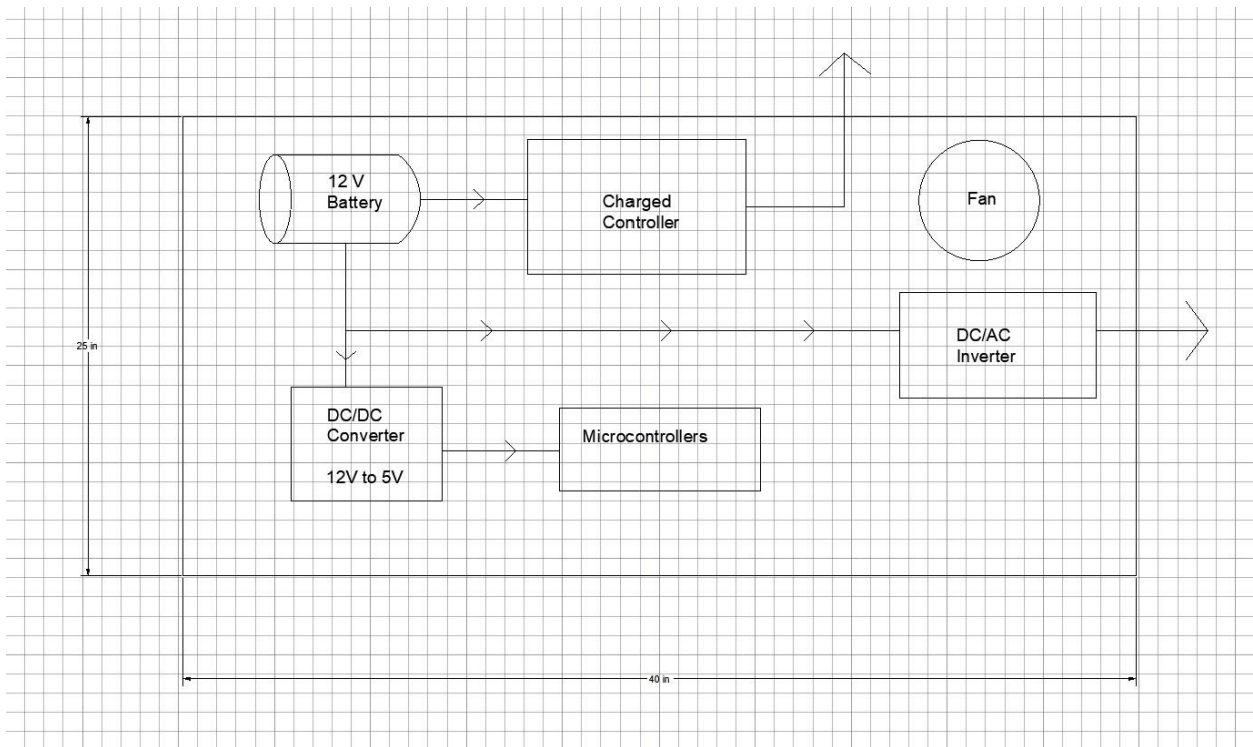 12 V
Battery
Charged
Controller
Fan
25 in
DC/AC
Inverter
DC/DC
Converter
12V to 5V
Microcontrollers
40 in